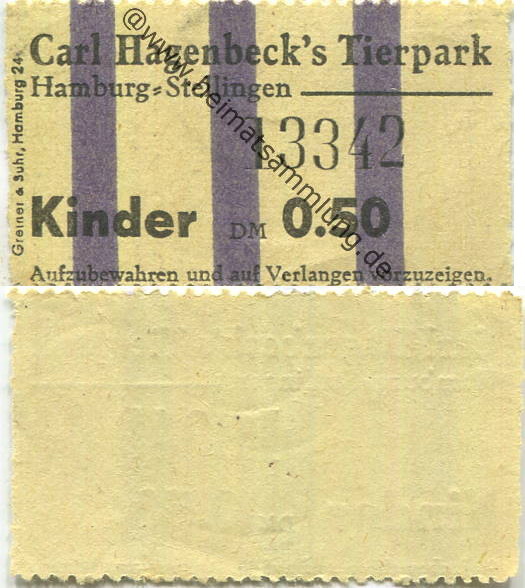 Carl Hagenbeck's Tierpark
Hamburg-Stellingen
13342
Kinder DM 0.50
Aufzubewahren und auf Verlangen vorzuzeigen.
Greiner & Suhr, Hamburg 24
@www.heimatsammlung.de